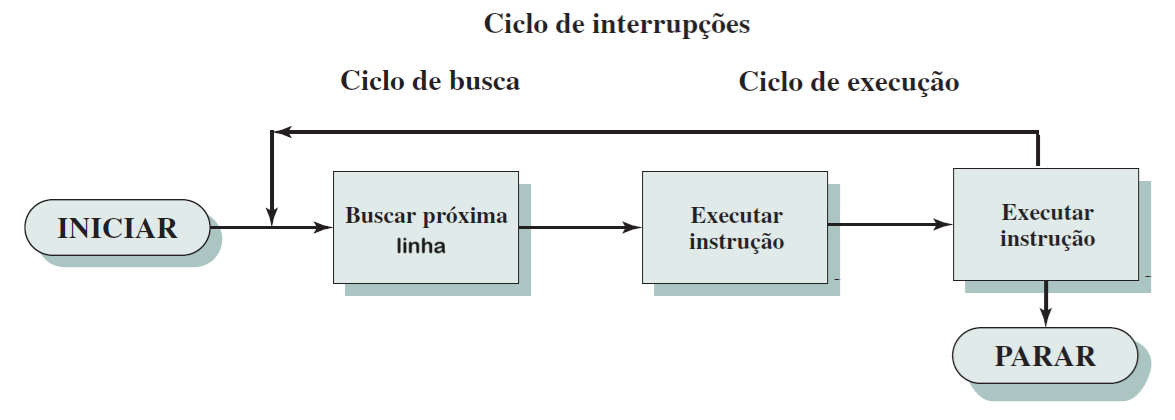 Ciclo de interrupções
Ciclo de busca
Ciclo de execução
INICIAR
Buscar próxima
linha
Executar
instrução
Executar
instrução
PARAR